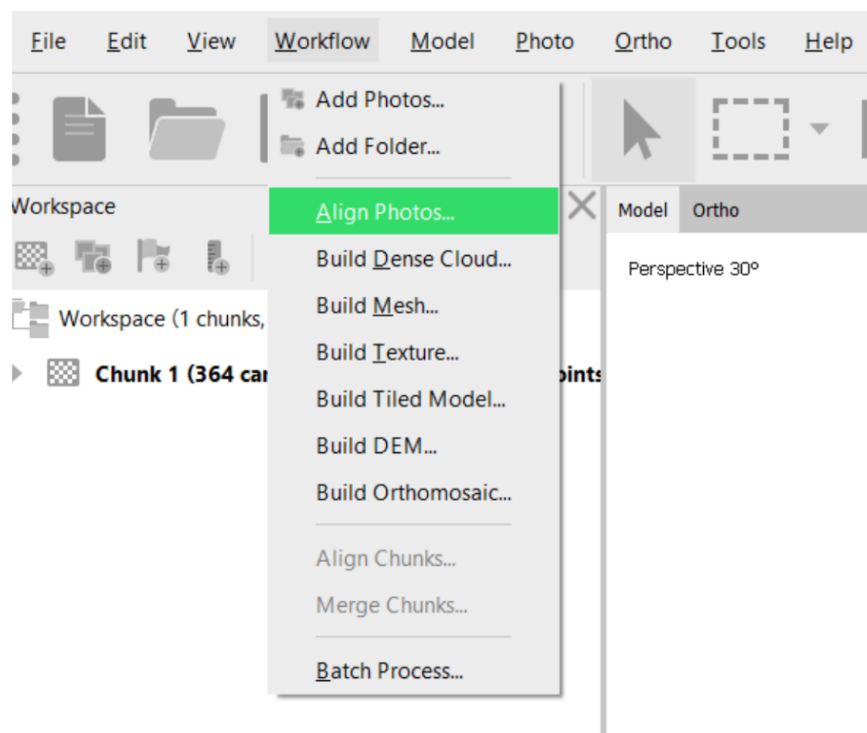 File Edit View Workflow Model Photo Ortho Tools Help
Add Photos...
Add Folder...
Workspace
Align Photos...
Model Ortho
Build Dense Cloud...
Perspective 30°
Build Mesh...
Workspace (1 chunks,
Build Texture...
Chunk 1 (364 car
Build Tiled Model...
Build DEM...
Build Orthomosaic...
Align Chunks...
Merge Chunks...
Batch Process...